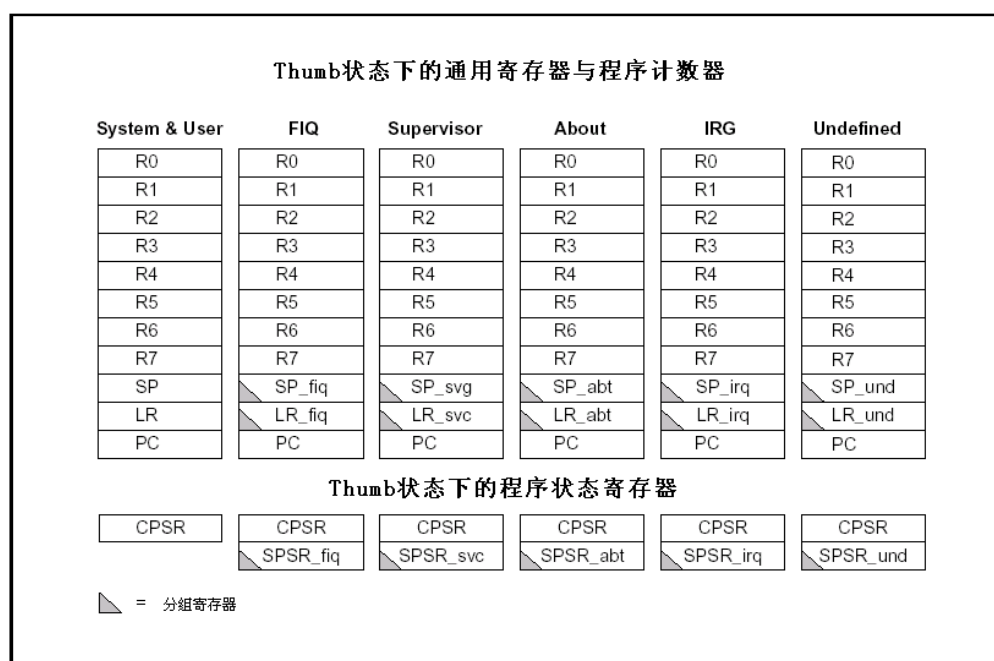 Thumb状态下的通用寄存器与程序计数器
System & User FIQ Supervisor About IRG Undefined
R0 R0 R0 R0 R0 R0
R1 R1 R1 R1 R1 R1
R2 R2 R2 R2 R2 R2
R3 R3 R3 R3 R3 R3
R4 R4 R4 R4 R4 R4
R5 R5 R5 R5 R5 R5
R6 R6 R6 R6 R6 R6
R7 R7 R7 R7 R7 R7
SP SP_fiq SP_svg SP_abt SP_irq SP_und
LR LR_fiq LR_svc LR_abt LR_irq LR_und
PC PC PC PC PC PC
Thumb状态下的程序状态寄存器
CPSR CPSR CPSR CPSR CPSR CPSR
SPSR_fiq SPSR_svc SPSR_abt SPSR_irq SPSR_und
= 分组寄存器